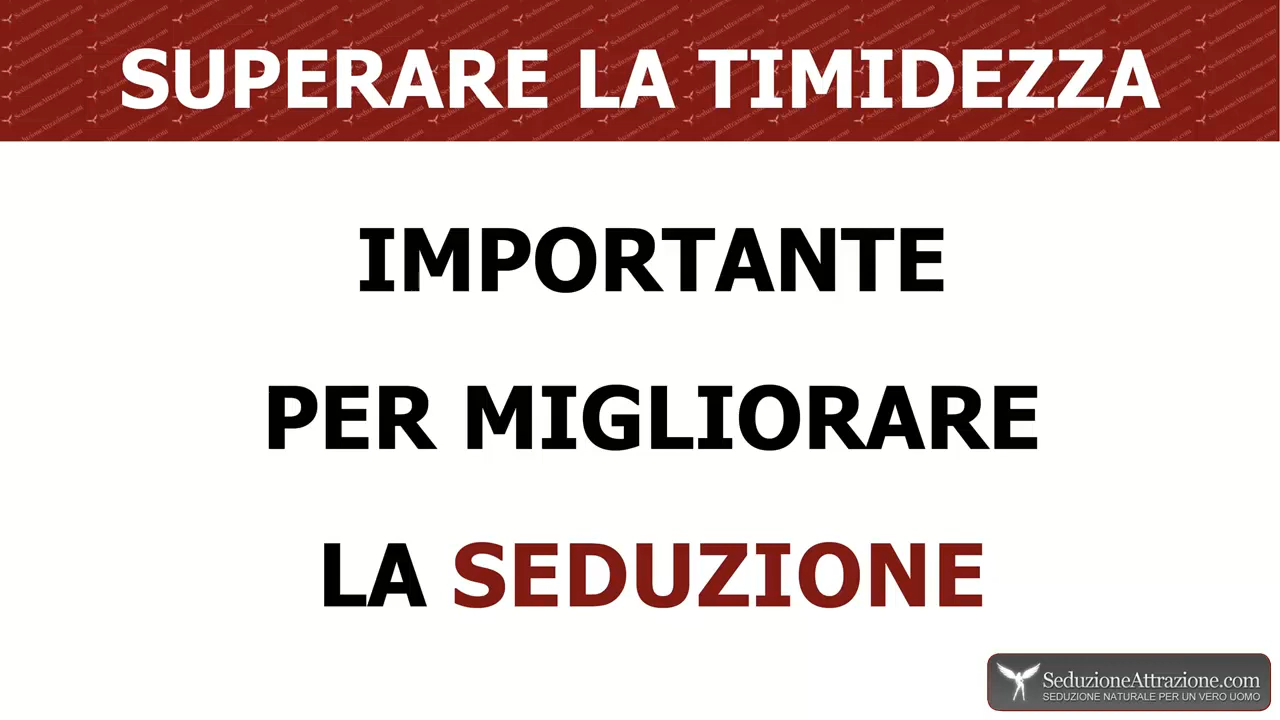 SUPERARE LA TIMIDEZZA
IMPORTANTE
PER MIGLIORARE
LA SEDUZIONE
SeduzioneAttrazione.com
SEDUZIONE NATURALE PER UN VERO UOMO